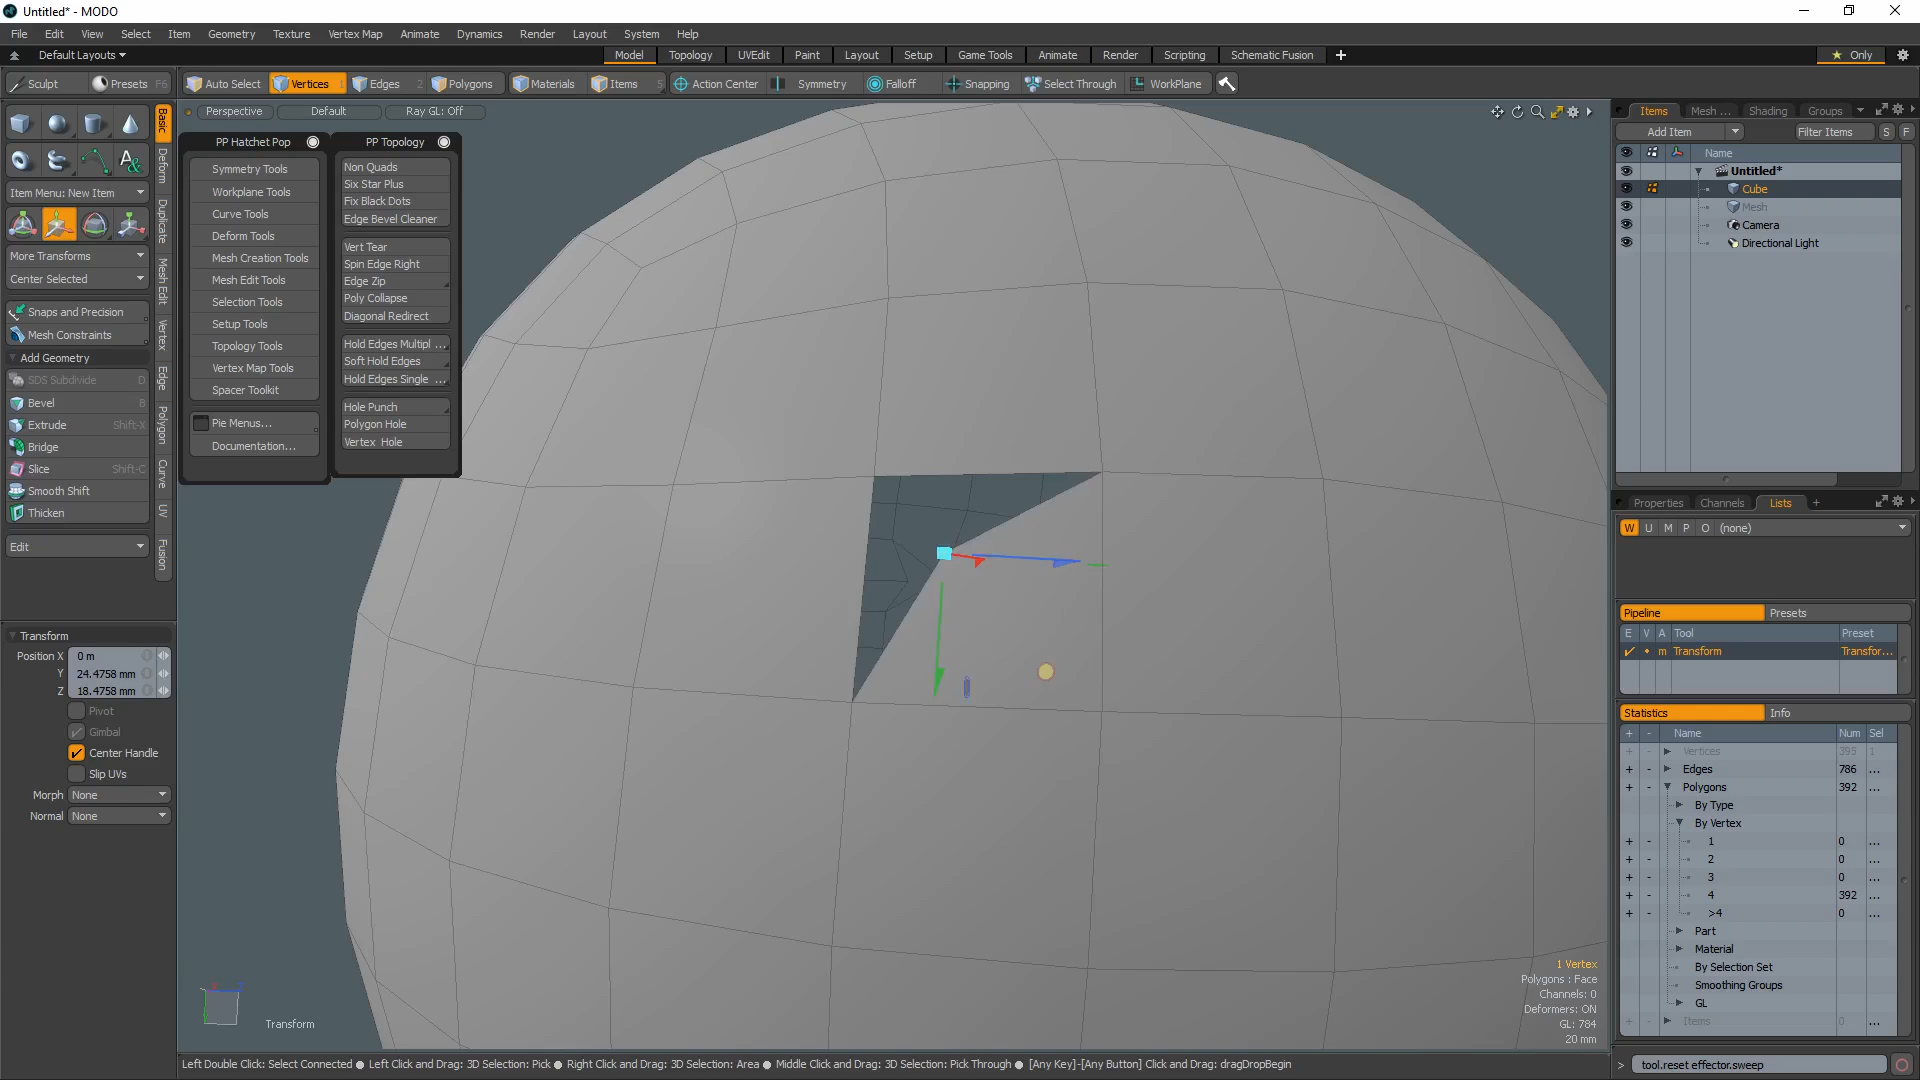 Untitled* - MODO
File Edit View Select Item Geometry Texture Vertex Map Animate Dynamics Render Layout System Help
Default Layouts
Model Topology UVEdit Paint Layout Setup Game Tools Animate Render Scripting Schematic Fusion + Only
Sculpt Presets F6 Auto Select Vertices 1 Edges 2 Polygons Materials Items 5 Action Center Symmetry Falloff Snapping Select Through WorkPlane
Perspective Default Ray GL: Off
Item Menu: New Item
More Transforms
Center Selected
Snaps and Precision
Mesh Constraints
Add Geometry
SDS Subdivide D
Bevel B
Extrude Shift-X
Bridge
Slice Shift-C
Smooth Shift
Thicken
Edit
Basic
Deform
Duplicate
Mesh Edit
Vertex
Edge
Polygon
Curve
UV
Fusion
Transform
Position X 0 m
Y 24.4758 mm
Z 18.4758 mm
Pivot
Gimbal
Center Handle
Slip UVs
Morph None
Normal None
PP Hatchet Pop
Symmetry Tools
Workplane Tools
Curve Tools
Deform Tools
Mesh Creation Tools
Mesh Edit Tools
Selection Tools
Setup Tools
Topology Tools
Vertex Map Tools
Spacer Toolkit
Pie Menus...
Documentation...
PP Topology
Non Quads
Six Star Plus
Fix Black Dots
Edge Bevel Cleaner
Vert Tear
Spin Edge Right
Edge Zip
Poly Collapse
Diagonal Redirect
Hold Edges Multipl ...
Soft Hold Edges
Hold Edges Single ...
Hole Punch
Polygon Hole
Vertex Hole
Transform
1 Vertex
Polygons : Face
Channels: 0
Deformers: ON
GL: 784
20 mm
Items Mesh ... Shading Groups
Add Item Filter Items S F
Name
Untitled*
Cube
Mesh
Camera
Directional Light
Properties Channels Lists +
W U M P O (none)
Pipeline Presets
E V A Tool Preset
m Transform Transfor...
Statistics Info
+ - Name Num Sel
+ - Vertices 395 1
+ - Edges 786 ...
+ - Polygons 392 ...
By Type
By Vertex
+ - 1 0 ...
+ - 2 0 ...
+ - 3 0 ...
+ - 4 392 ...
+ - >4 0 ...
Part
Material
By Selection Set
Smoothing Groups
GL
+ - Items 0 ...
Left Double Click: Select Connected ● Left Click and Drag: 3D Selection: Pick ● Right Click and Drag: 3D Selection: Area ● Middle Click and Drag: 3D Selection: Pick Through ● [Any Key]-[Any Button] Click and Drag: dragDropBegin
> tool.reset effector.sweep